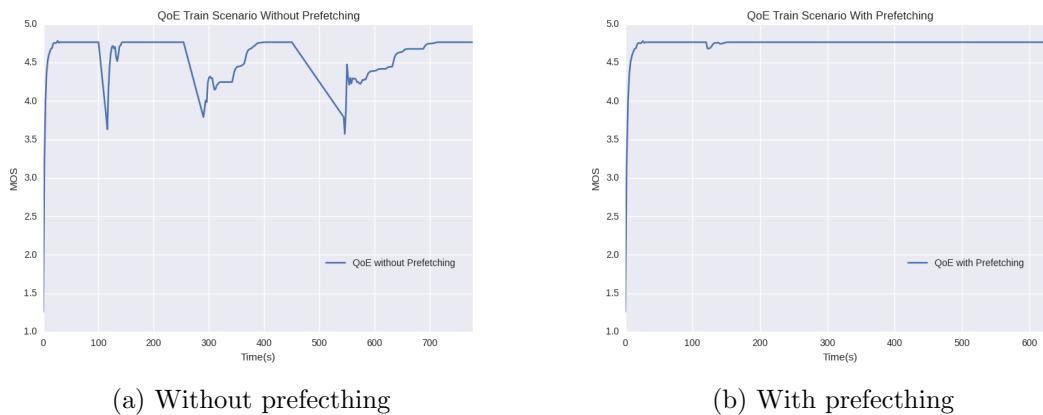 QoE Train Scenario Without Prefetching
5.0
4.5
4.0
3.5
3.0
2.5
2.0
1.5
1.0
MOS
0 100 200 300 400 500 600 700
Time(s)
QoE without Prefetching
(a) Without prefecthing
QoE Train Scenario With Prefetching
5.0
4.5
4.0
3.5
3.0
2.5
2.0
1.5
1.0
MOS
0 100 200 300 400 500 600
Time(s)
QoE with Prefetching
(b) With prefecthing